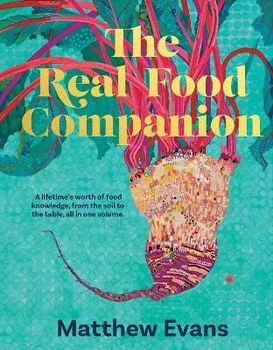 The
Real Food
Companion
A lifetime's worth of food
knowledge, from the soil to
the table, all in one volume.
Matthew Evans